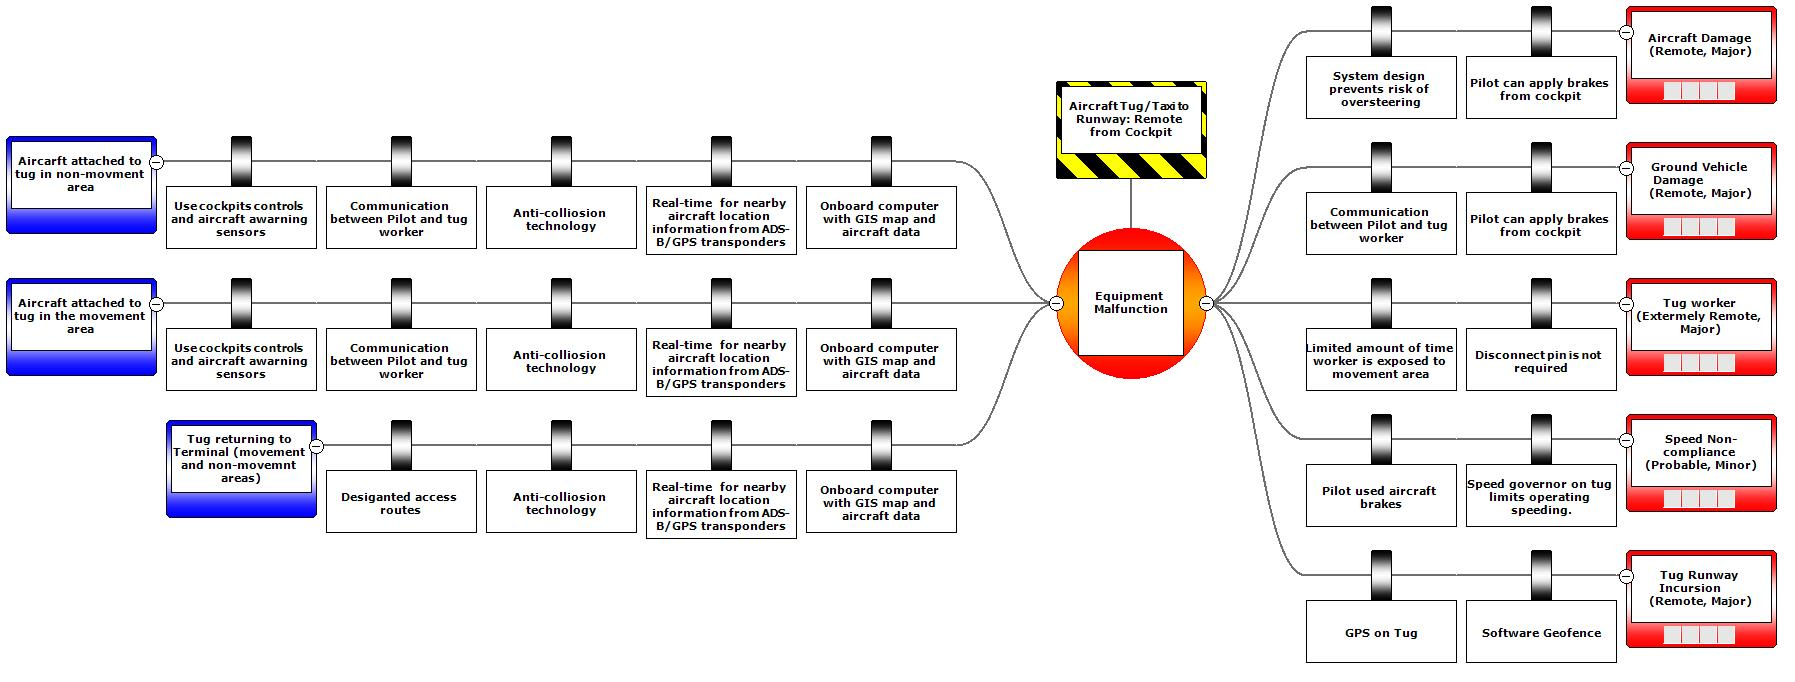 Aircarft attached to
tug in non-movment
area
Use cockpits controls
and aircraft awarning
sensors
Communication
between Pilot and tug
worker
Anti-colliosion
technology
Real-time for nearby
aircraft location
information from ADS-
B/GPS transponders
Onboard computer
with GIS map and
aircraft data
Aircraft attached to
tug in the movement
area
Use cockpits controls
and aircraft awarning
sensors
Communication
between Pilot and tug
worker
Anti-colliosion
technology
Real-time for nearby
aircraft location
information from ADS-
B/GPS transponders
Onboard computer
with GIS map and
aircraft data
Tug returning to
Terminal (movement
and non-movemnt
areas)
Desiganted access
routes
Anti-colliosion
technology
Real-time for nearby
aircraft location
information from ADS-
B/GPS transponders
Onboard computer
with GIS map and
aircraft data
Aircraft Tug/Taxi to
Runway: Remote
from Cockpit
Equipment
Malfunction
System design
prevents risk of
oversteering
Pilot can apply brakes
from cockpit
Aircraft Damage
(Remote, Major)
Communication
between Pilot and tug
worker
Pilot can apply brakes
from cockpit
Ground Vehicle
Damage
(Remote, Major)
Limited amount of time
worker is exposed to
movement area
Disconnect pin is not
required
Tug worker
(Extermely Remote,
Major)
Pilot used aircraft
brakes
Speed governor on tug
limits operating
speeding.
Speed Non-
compliance
(Probable, Minor)
GPS on Tug
Software Geofence
Tug Runway
Incursion
(Remote, Major)